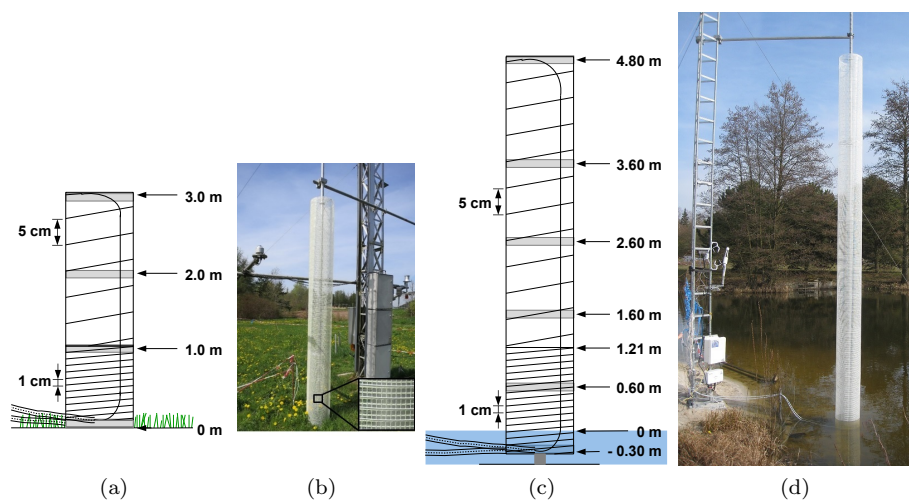 3.0 m
5 cm
2.0 m
1.0 m
1 cm
0 m
4.80 m
3.60 m
5 cm
2.60 m
1.60 m
1.21 m
0.60 m
1 cm
0 m
- 0.30 m
(a)
(b)
(c)
(d)